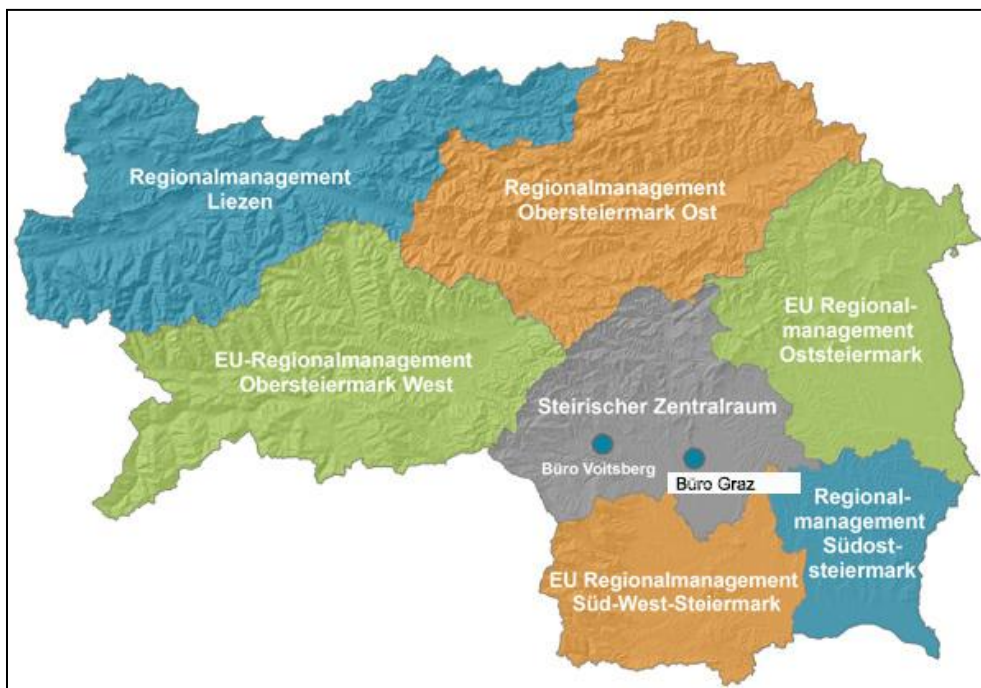 Regionalmanagement
Liezen
Regionalmanagement
Obersteiermark Ost
EU Regional-
management
Oststeiermark
EU-Regionalmanagement
Obersteiermark West
Steirischer Zentralraum
Büro Voitsberg
Büro Graz
Regional-
management
Südost-
steiermark
EU Regionalmanagement
Süd-West-Steiermark